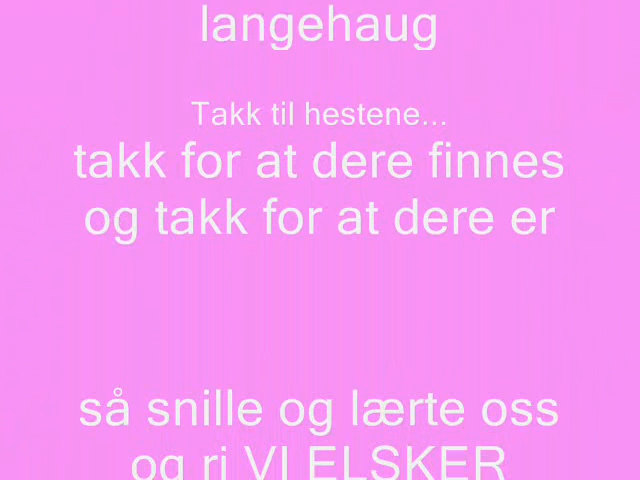 langehaug
Takk til hestene...
takk for at dere finnes
og takk for at dere er
så snille og lærte oss
og ri VI ELSKER